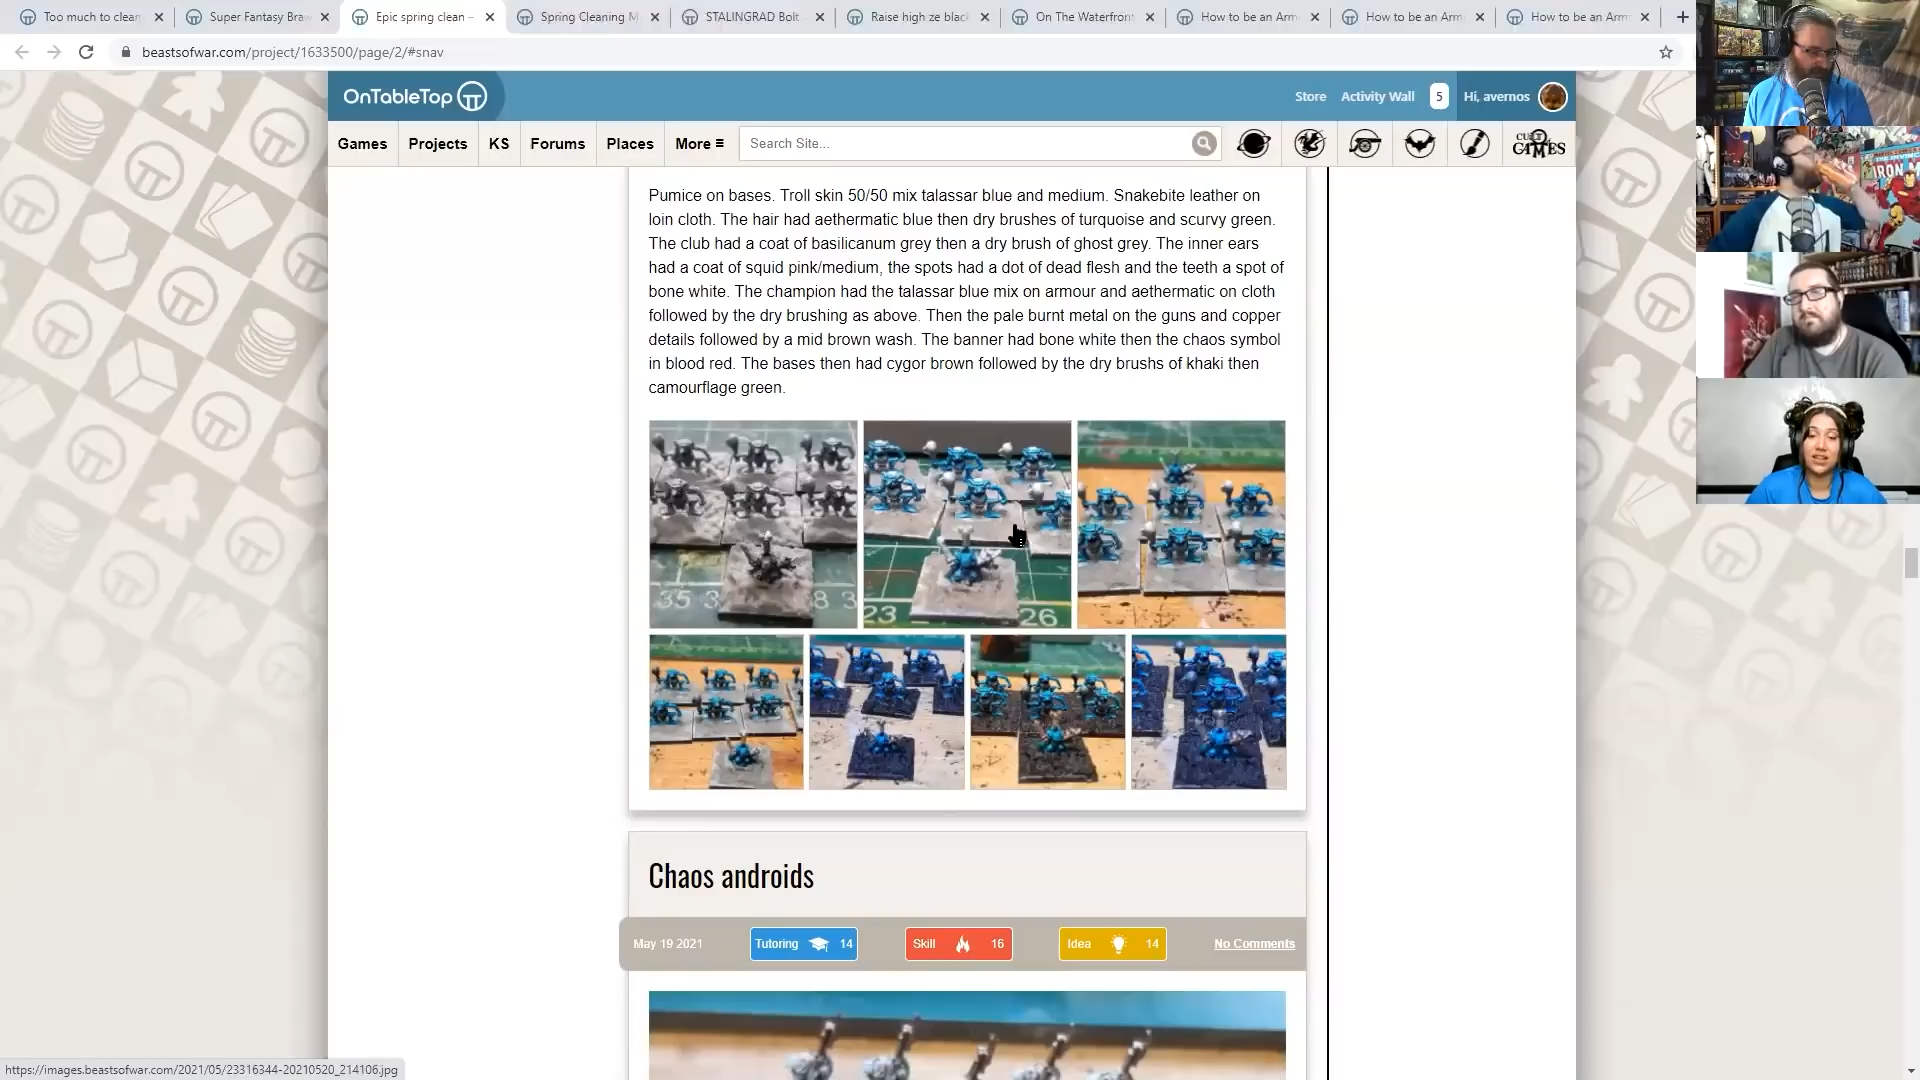 Too much to clean
Super Fantasy Braw
Epic spring clean –
Spring Cleaning M
STALINGRAD Bolt
Raise high ze black
On The Waterfront
How to be an Arm
How to be an Arm
How to be an Arm
beastsofwar.com/project/1633500/page/2/#snav
OnTableTop
Store
Activity Wall
5
Hi, avernos
Games
Projects
KS
Forums
Places
More ≡
Search Site...
CULT OF GAMES
IRON M
Pumice on bases. Troll skin 50/50 mix talassar blue and medium. Snakebite leather on
loin cloth. The hair had aethermatic blue then dry brushes of turquoise and scurvy green.
The club had a coat of basilicanum grey then a dry brush of ghost grey. The inner ears
had a coat of squid pink/medium, the spots had a dot of dead flesh and the teeth a spot of
bone white. The champion had the talassar blue mix on armour and aethermatic on cloth
followed by the dry brushing as above. Then the pale burnt metal on the guns and copper
details followed by a mid brown wash. The banner had bone white then the chaos symbol
in blood red. The bases then had cygor brown followed by the dry brushs of khaki then
camourflage green.
35 3
8 3
23
26
Chaos androids
May 19 2021
Tutoring 14
Skill 16
Idea 14
No Comments
https://images.beastsofwar.com/2021/05/23316344-20210520_214106.jpg